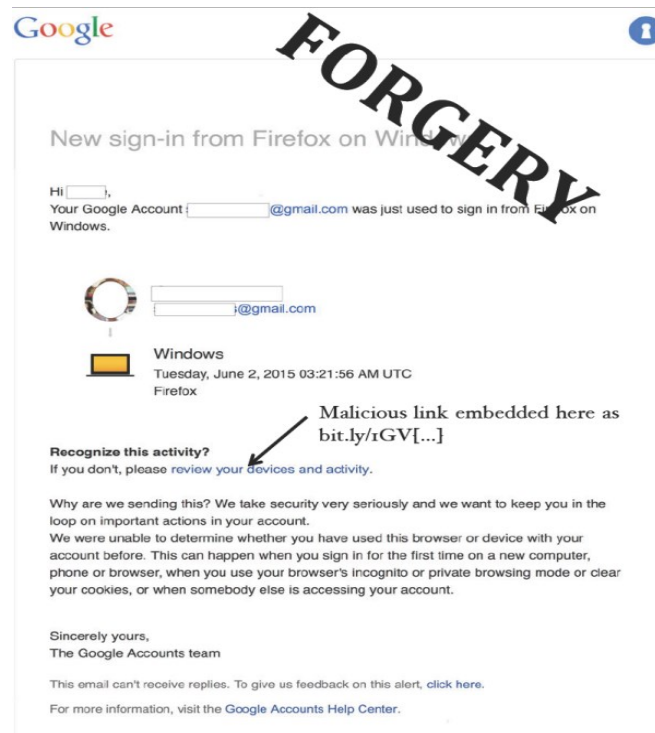 Google
FORGERY
New sign-in from Firefox on Windows
Hi
Your Google Account @gmail.com was just used to sign in from Firefox on
Windows.
s@gmail.com
Windows
Tuesday, June 2, 2015 03:21:56 AM UTC
Firefox
Malicious link embedded here as
bit.ly/1GV[...]
Recognize this activity?
If you don't, please review your devices and activity.
Why are we sending this? We take security very seriously and we want to keep you in the
loop on important actions in your account.
We were unable to determine whether you have used this browser or device with your
account before. This can happen when you sign in for the first time on a new computer,
phone or browser, when you use your browser's incognito or private browsing mode or clear
your cookies, or when somebody else is accessing your account.
Sincerely yours,
The Google Accounts team
This email can't receive replies. To give us feedback on this alert, click here.
For more information, visit the Google Accounts Help Center.